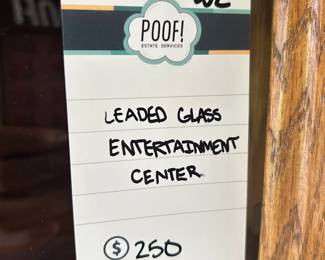 POOF!
ESTATE SERVICES
LEADED GLASS
ENTERTAINMENT
CENTER
$ 250